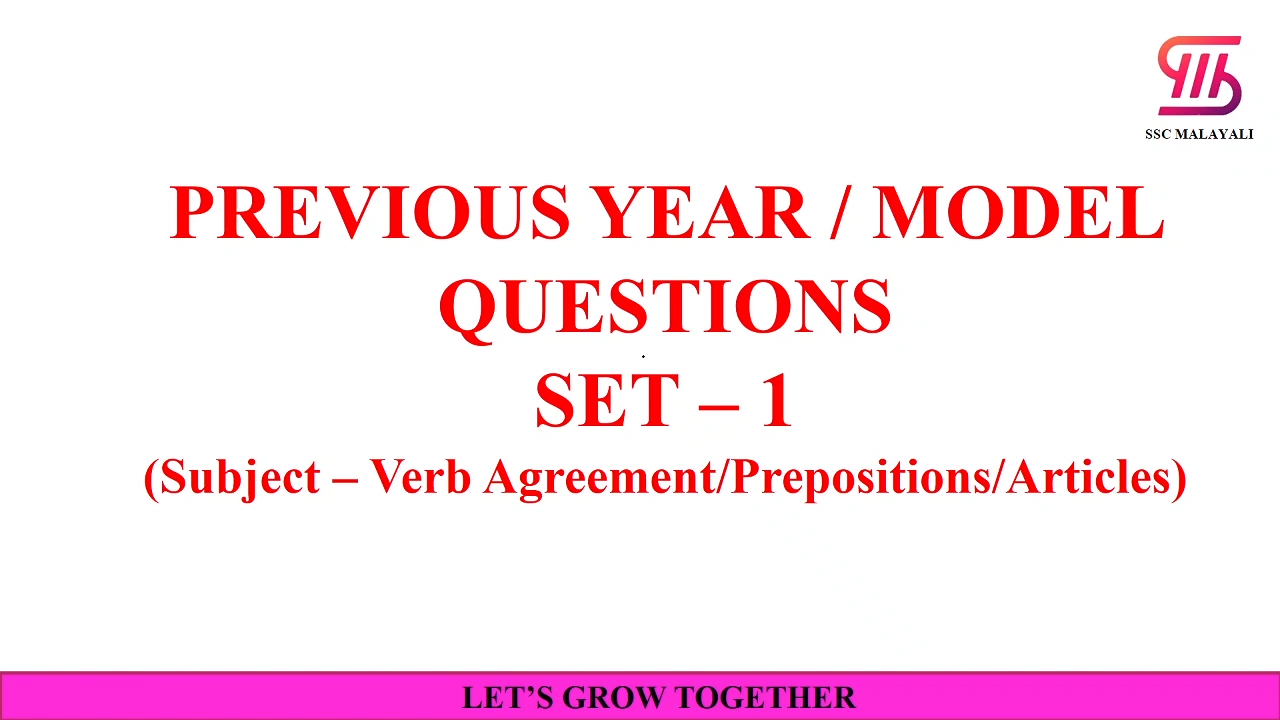 SSC MALAYALI
PREVIOUS YEAR / MODEL
QUESTIONS
SET – 1
(Subject – Verb Agreement/Prepositions/Articles)
LET’S GROW TOGETHER